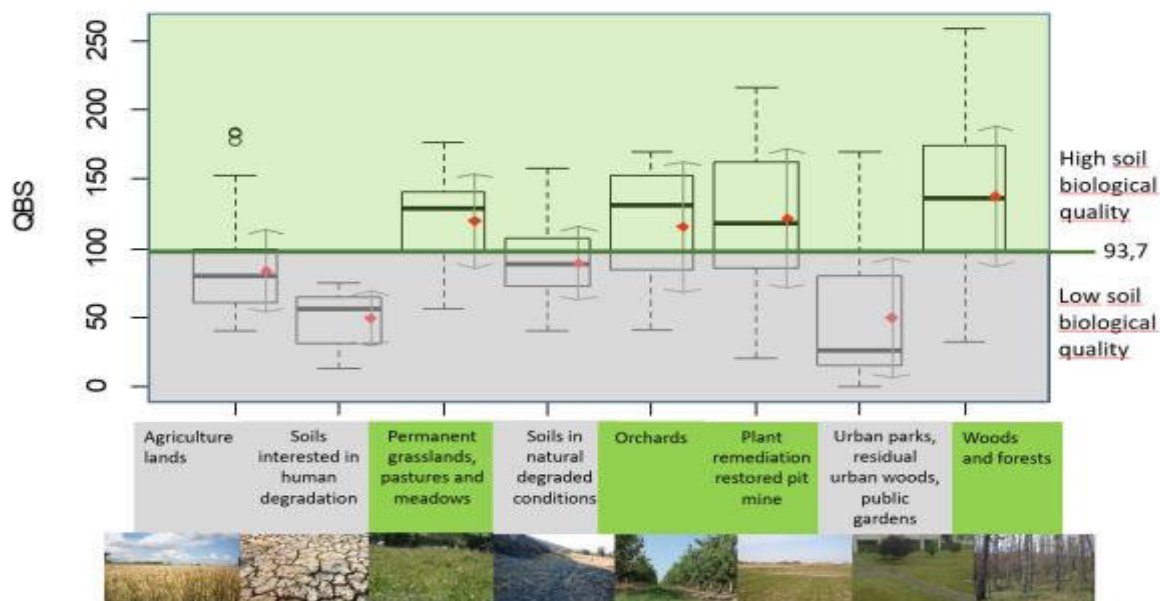 QBS
250
200
150
100
50
0
High soil
biological
quality
93,7
Low soil
biological
quality
Agriculture
lands
Soils
interested in
human
degradation
Permanent
grasslands,
pastures and
meadows
Soils in
natural
degraded
conditions
Orchards
Plant
remediation
restored pit
mine
Urban parks,
residual
urban woods,
public
gardens
Woods
and forests